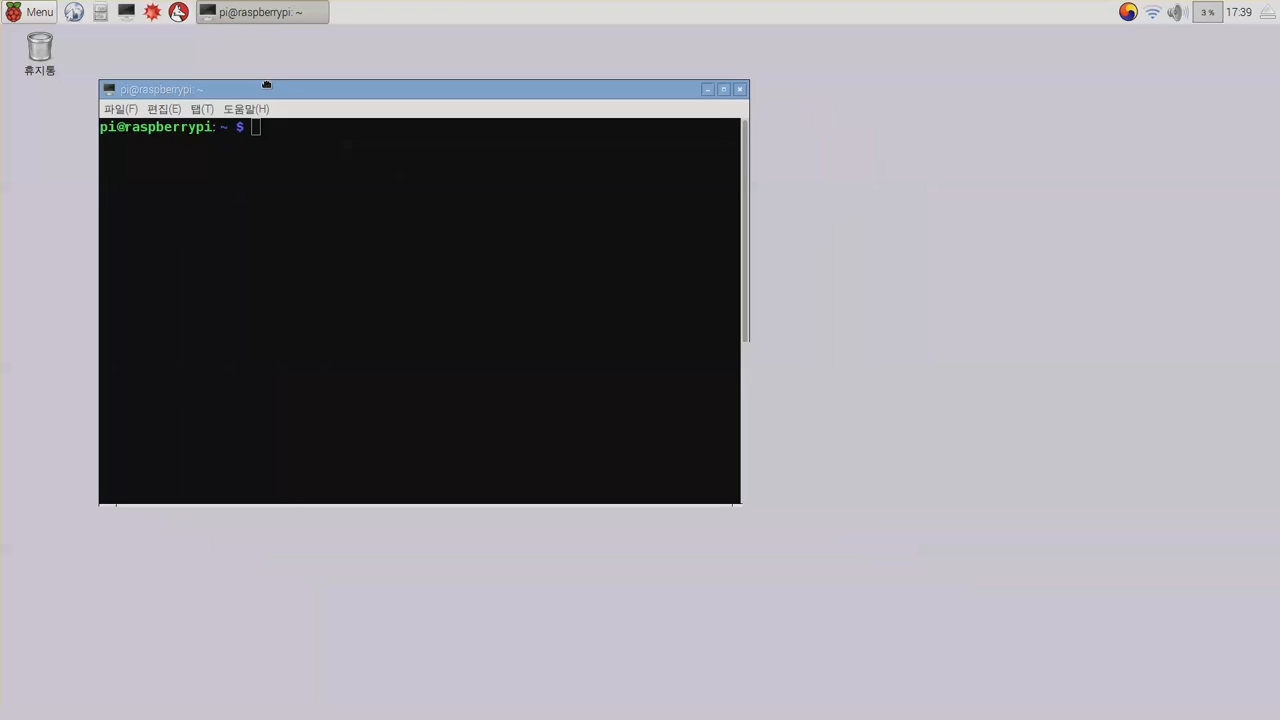 Menu
pi@raspberrypi: ~
3 %
17:39
휴지통
pi@raspberrypi: ~
파일(F) 편집(E) 탭(T) 도움말(H)
pi@raspberrypi: ~ $